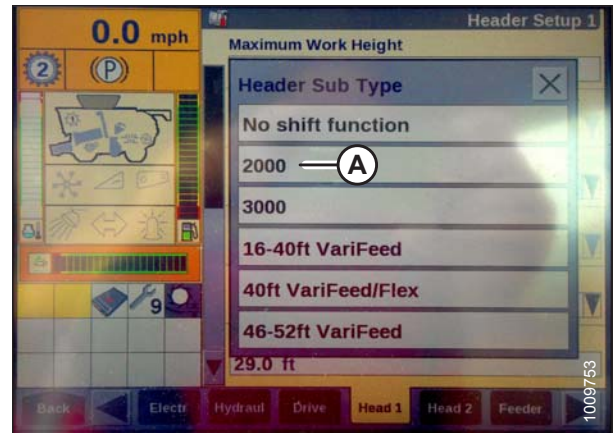 0.0 mph
Header Setup 1
Maximum Work Height
2
P
Header Sub Type
No shift function
2000
A
3000
16-40ft VariFeed
40ft VariFeed/Flex
46-52ft VariFeed
9
29.0 ft
Back
Electr
Hydraul
Drive
Head 1
Head 2
Feeder
1009753